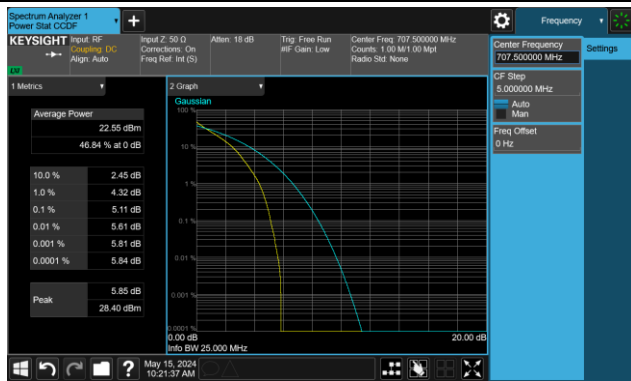 Spectrum Analyzer 1
Power Stat CCDF
Frequency
KEYSIGHT
Input: RF
Coupling: DC
Align: Auto
Input Z: 50 Ω
Corrections: On
Freq Ref: Int (S)
Atten: 18 dB
Trig: Free Run
#IF Gain: Low
Center Freq: 707.500000 MHz
Counts: 1.00 M/1.00 Mpt
Radio Std: None
Center Frequency
707.500000 MHz
Settings
CF Step
5.000000 MHz
Auto
Man
Freq Offset
0 Hz
1 Metrics
Average Power
22.55 dBm
46.84 % at 0 dB
10.0 % 2.45 dB
1.0 % 4.32 dB
0.1 % 5.11 dB
0.01 % 5.61 dB
0.001 % 5.81 dB
0.0001 % 5.84 dB
Peak
5.85 dB
28.40 dBm
2 Graph
Gaussian
100 %
10 %
1 %
0.1 %
0.01 %
0.001 %
0.0001 %
0.00 dB
20.00 dB
Info BW 25.000 MHz
May 15, 2024
10:21:37 AM